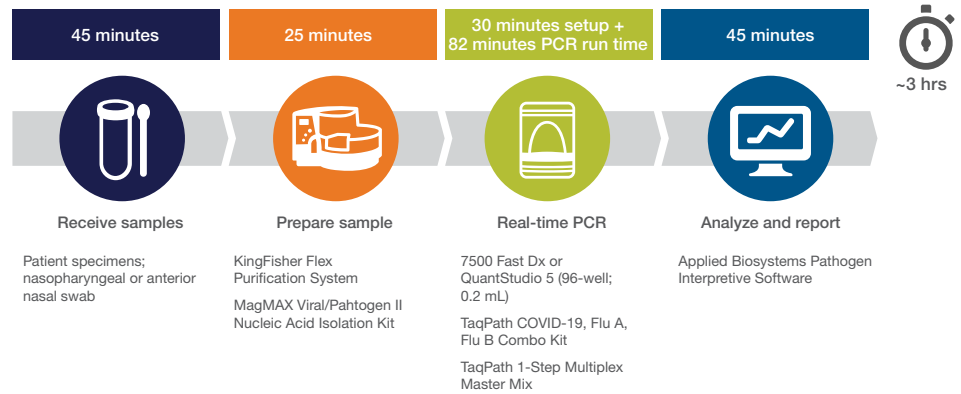 45 minutes
25 minutes
30 minutes setup +
82 minutes PCR run time
45 minutes
~3 hrs
Receive samples
Prepare sample
Real-time PCR
Analyze and report
Patient specimens;
nasopharyngeal or anterior
nasal swab
KingFisher Flex
Purification System
MagMAX Viral/Pahtogen II
Nucleic Acid Isolation Kit
7500 Fast Dx or
QuantStudio 5 (96-well;
0.2 mL)
TaqPath COVID-19, Flu A,
Flu B Combo Kit
TaqPath 1-Step Multiplex
Master Mix
Applied Biosystems Pathogen
Interpretive Software